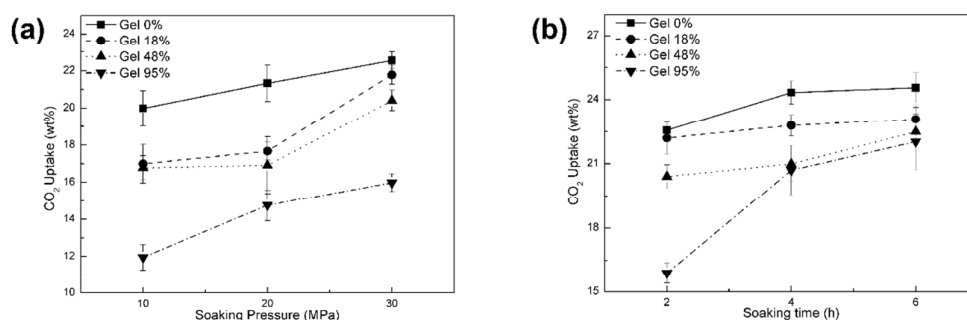 (a)
Gel 0%
Gel 18%
Gel 48%
Gel 95%
CO2 Uptake (wt%)
24
22
20
18
16
14
12
10
10 20 30
Soaking Pressure (MPa)
(b)
Gel 0%
Gel 18%
Gel 48%
Gel 95%
CO2 Uptake (wt%)
27
24
21
18
15
2 4 6
Soaking time (h)